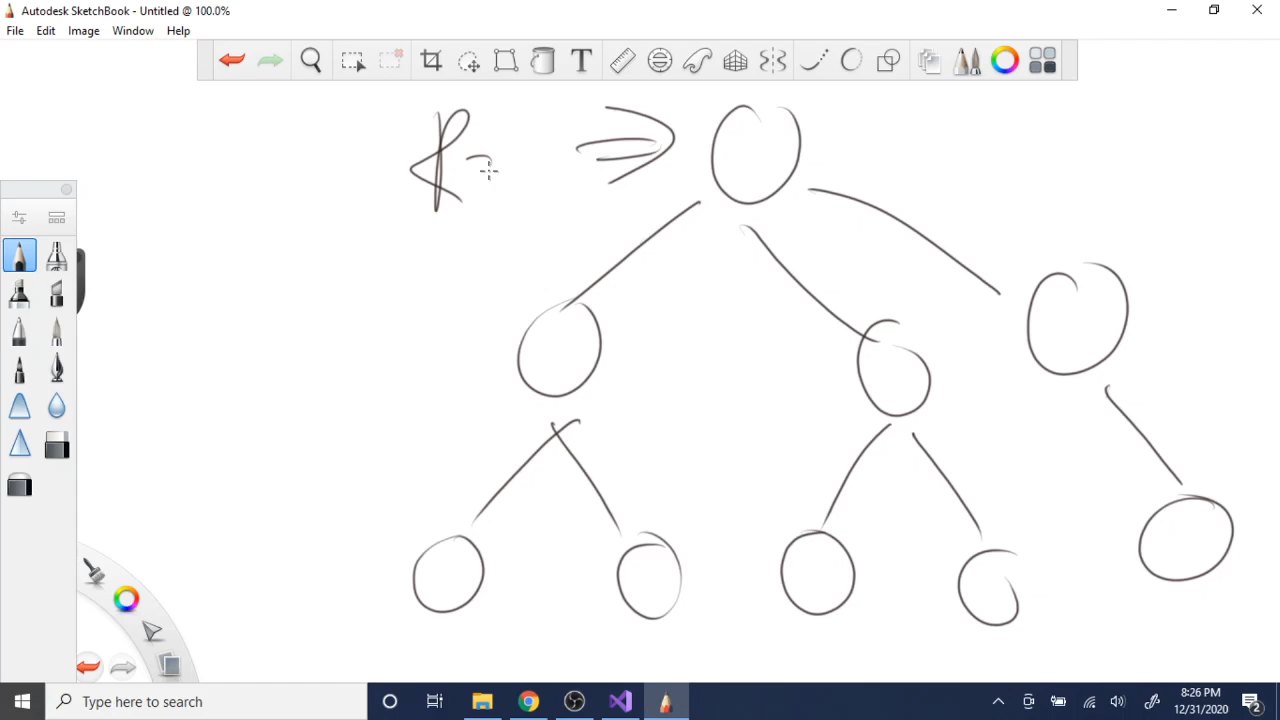 Autodesk SketchBook - Untitled @ 100.0%
File Edit Image Window Help
R
Type here to search
8:26 PM
12/31/2020
2